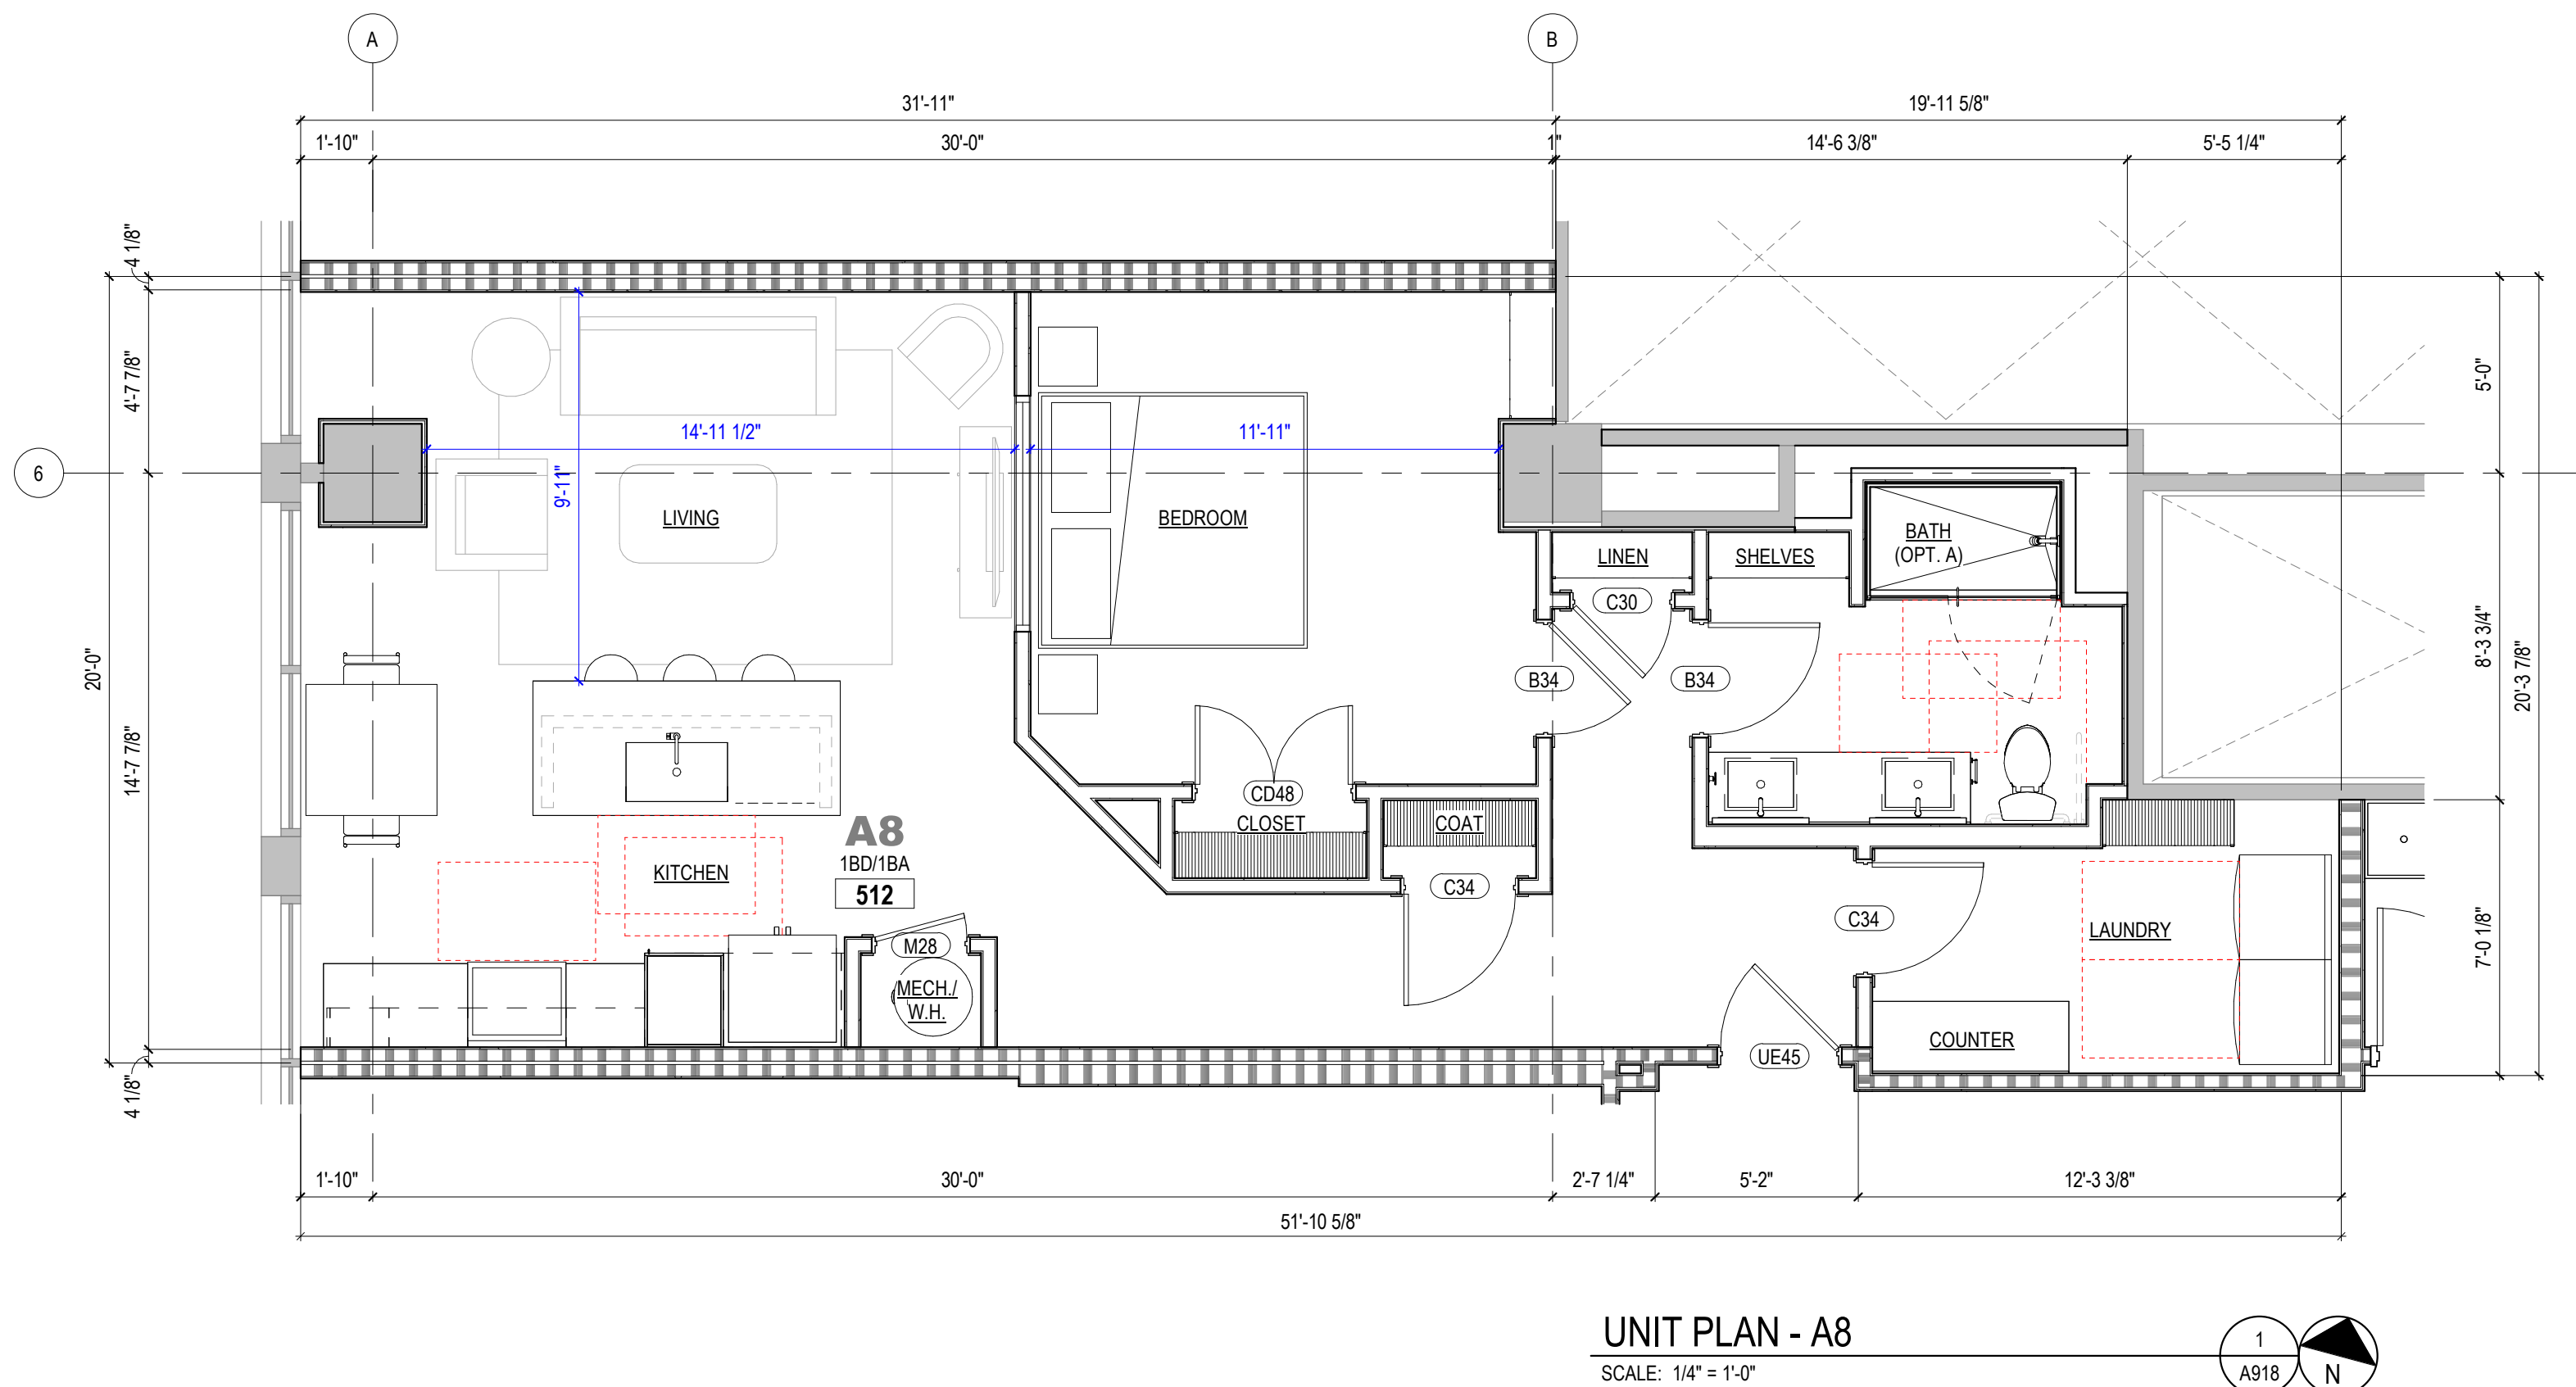 A
B
31'-11"
19'-11 5/8"
1'-10"
30'-0"
1"
14'-6 3/8"
5'-5 1/4"
4 1/8"
4'-7 7/8"
20'-0"
14'-7 7/8"
4 1/8"
6
5'-0"
8'-3 3/4"
20'-3 7/8"
7'-0 1/8"
14'-11 1/2"
11'-11"
9'-11"
LIVING
BEDROOM
BATH
(OPT. A)
LINEN
SHELVES
C30
B34
B34
CD48
CLOSET
COAT
C34
A8
1BD/1BA
512
KITCHEN
M28
MECH./
W.H.
C34
LAUNDRY
UE45
COUNTER
1'-10"
30'-0"
2'-7 1/4"
5'-2"
12'-3 3/8"
51'-10 5/8"
UNIT PLAN - A8
SCALE: 1/4" = 1'-0"
1
A918
N